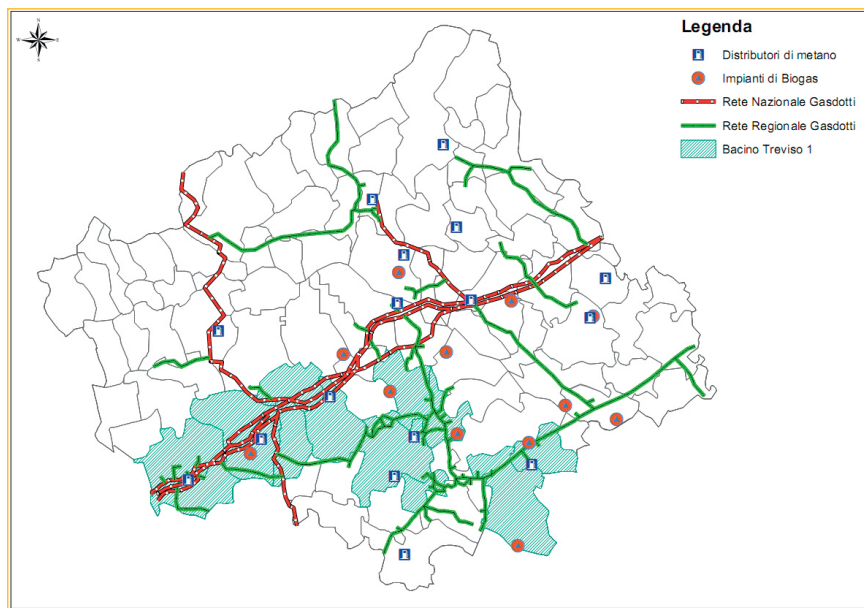 N
W
E
S
Legenda
Distributori di metano
Impianti di Biogas
Rete Nazionale Gasdotti
Rete Regionale Gasdotti
Bacino Treviso 1